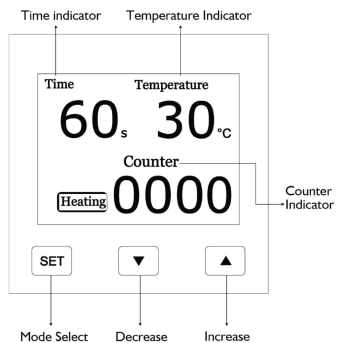 Time indicator Temperature Indicator
Time Temperature
60s 30°C
Counter
Heating 0000
Counter
Indicator
SET ▼ ▲
Mode Select Decrease Increase